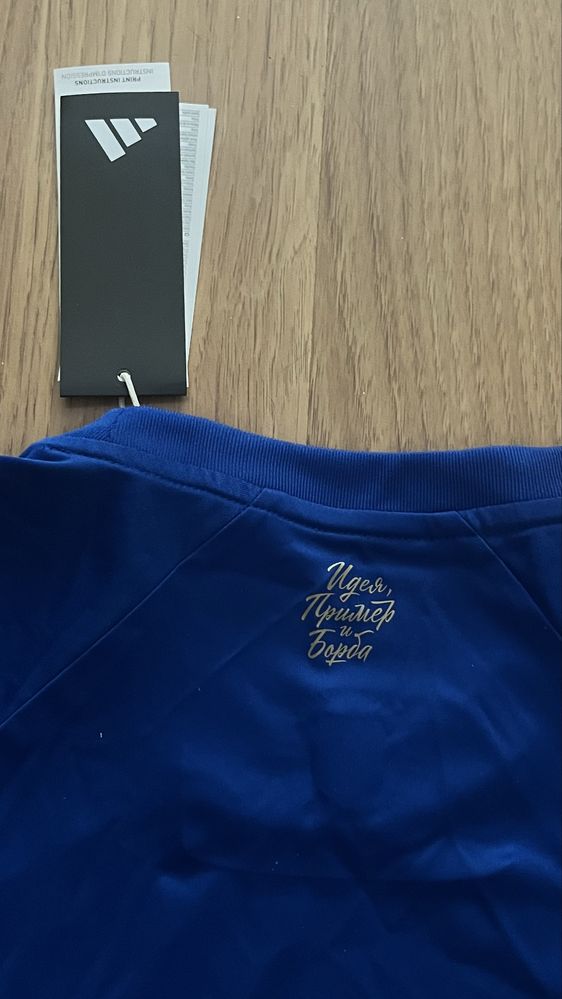 PRINT INSTRUCTIONS
INSTRUCTIONS D'IMPRESSION
Идея,
Пример
и
Борба